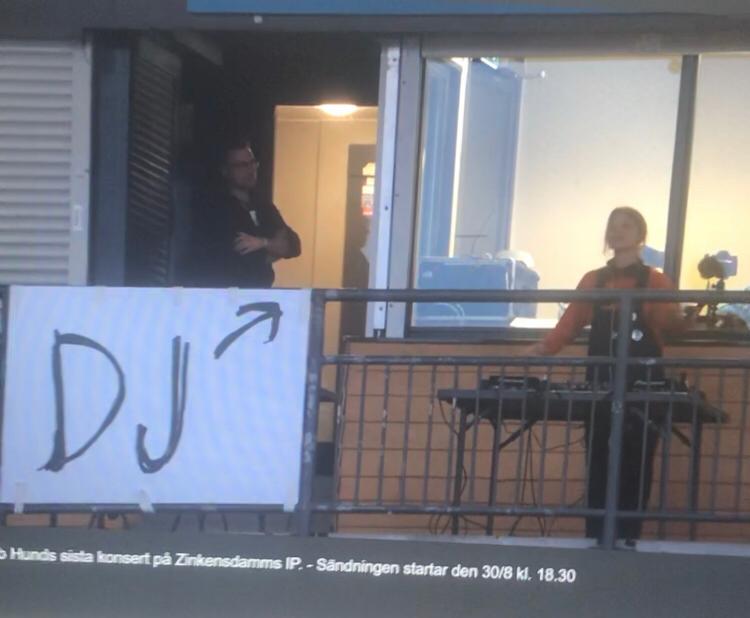 DJ
Hunds sista konsert på Zinkensdamms IP. - Sändningen startar den 30/8 kl. 18.30